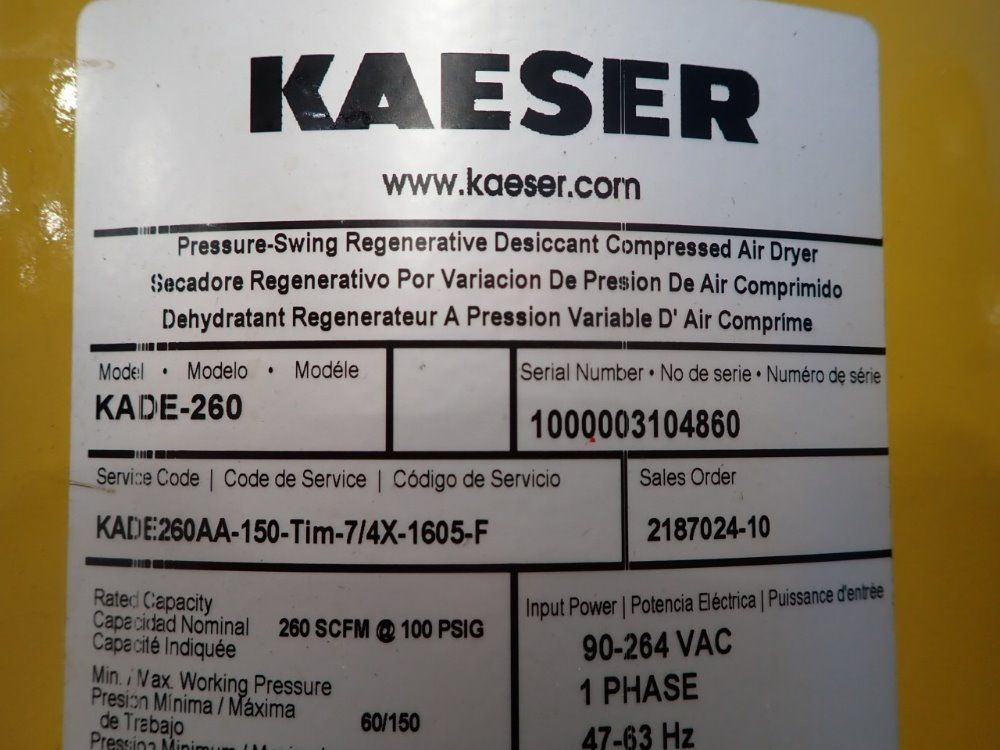 KAESER
www.kaeser.com
Pressure-Swing Regenerative Desiccant Compressed Air Dryer
Secadore Regenerativo Por Variacion De Presion De Air Comprimido
Dehydratant Regenerateur A Pression Variable D' Air Comprime
Model • Modelo • Modéle
KADE-260
Serial Number • No de serie • Numéro de série
1000003104860
Service Code | Code de Service | Código de Servicio
KADE260AA-150-Tim-7/4X-1605-F
Sales Order
2187024-10
Rated Capacity
Capacidad Nominal
Capacité Indiquée
260 SCFM @ 100 PSIG
Min. / Max. Working Pressure
Presión Mínima / Máxima
de Trabajo
60/150
Pression Minimum /
Input Power | Potencia Eléctrica | Puissance d'entrée
90-264 VAC
1 PHASE
47-63 Hz